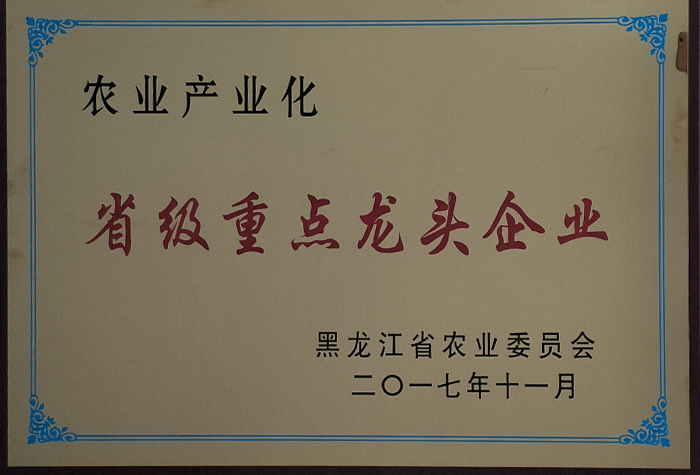 农业产业化
省级重点龙头企业
黑龙江省农业委员会
二〇一七年十一月